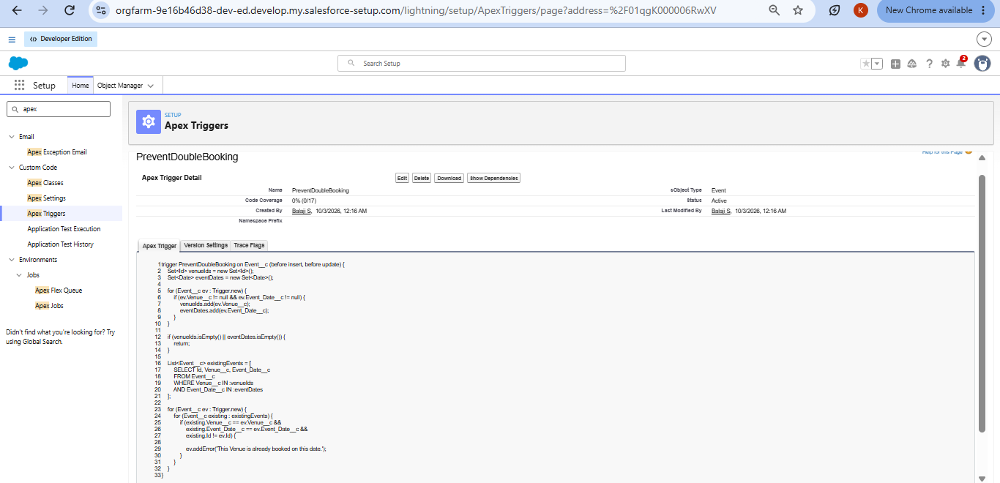 orgfarm-9e16b46d38-dev-ed.develop.my.salesforce-setup.com/lightning/setup/ApexTriggers/page?address=%2F01qgK000006RwXV
K
New Chrome available
Developer Edition
Search Setup
2
Setup
Home
Object Manager
apex
Email
Apex Exception Email
Custom Code
Apex Classes
Apex Settings
Apex Triggers
Application Test Execution
Application Test History
Environments
Jobs
Apex Flex Queue
Apex Jobs
Didn't find what you're looking for? Try
using Global Search.
SETUP
Apex Triggers
PreventDoubleBooking
Help for this Page
Apex Trigger Detail
Edit Delete Download Show Dependencies
Name PreventDoubleBooking sObject Type Event
Code Coverage 0% (0/17) Status Active
Created By Balaji S, 10/3/2026, 12:16 AM Last Modified By Balaji S, 10/3/2026, 12:16 AM
Namespace Prefix
Apex Trigger Version Settings Trace Flags
1 trigger PreventDoubleBooking on Event__c (before insert, before update) {
2 Set<Id> venueIds = new Set<Id>();
3 Set<Date> eventDates = new Set<Date>();
4
5 for (Event__c ev : Trigger.new) {
6 if (ev.Venue__c != null && ev.Event_Date__c != null) {
7 venueIds.add(ev.Venue__c);
8 eventDates.add(ev.Event_Date__c);
9 }
10 }
11
12 if (venueIds.isEmpty() || eventDates.isEmpty()) {
13 return;
14 }
15
16 List<Event__c> existingEvents = [
17 SELECT Id, Venue__c, Event_Date__c
18 FROM Event__c
19 WHERE Venue__c IN :venueIds
20 AND Event_Date__c IN :eventDates
21 ];
22
23 for (Event__c ev : Trigger.new) {
24 for (Event__c existing : existingEvents) {
25 if (existing.Venue__c == ev.Venue__c &&
26 existing.Event_Date__c == ev.Event_Date__c &&
27 existing.Id != ev.Id) {
28
29 ev.addError('This Venue is already booked on this date.');
30 }
31 }
32 }
33 }